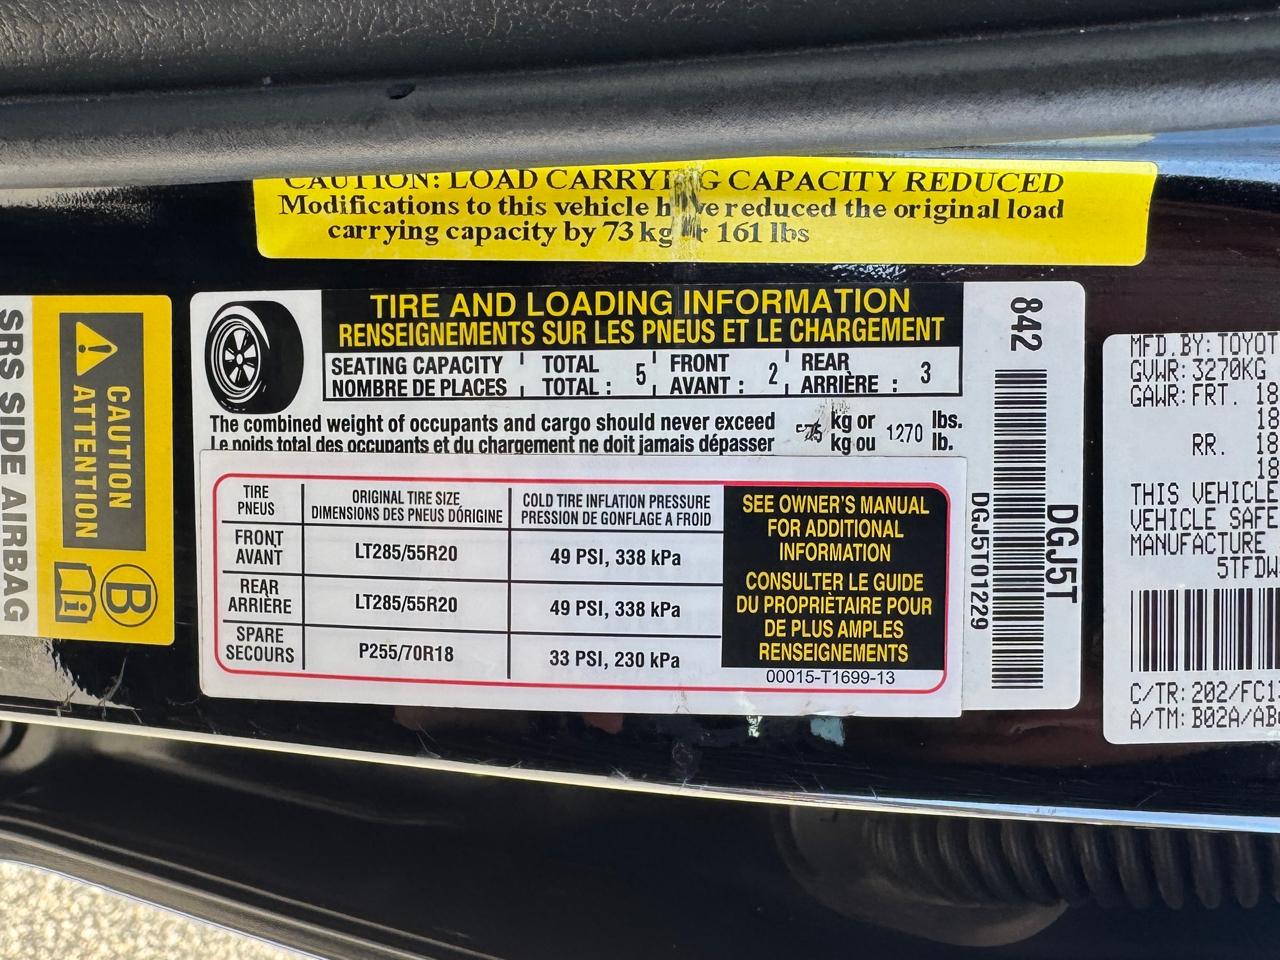 CAUTION: LOAD CARRYING CAPACITY REDUCED
Modifications to this vehicle have reduced the original load
carrying capacity by 73 kg or 161 lbs
SRS SIDE AIRBAG
CAUTION
ATTENTION
B
i
TIRE AND LOADING INFORMATION
RENSEIGNEMENTS SUR LES PNEUS ET LE CHARGEMENT
SEATING CAPACITY TOTAL FRONT REAR
NOMBRE DE PLACES TOTAL : 5 AVANT : 2 ARRIÈRE : 3
The combined weight of occupants and cargo should never exceed kg or 1270 lbs.
Le poids total des occupants et du chargement ne doit jamais dépasser kg ou lb.
TIRE
PNEUS
ORIGINAL TIRE SIZE
DIMENSIONS DES PNEUS DÓRIGINE
COLD TIRE INFLATION PRESSURE
PRESSION DE GONFLAGE A FROID
FRONT
AVANT
LT285/55R20
49 PSI, 338 kPa
REAR
ARRIÈRE
LT285/55R20
49 PSI, 338 kPa
SPARE
SECOURS
P255/70R18
33 PSI, 230 kPa
SEE OWNER'S MANUAL
FOR ADDITIONAL
INFORMATION
CONSULTER LE GUIDE
DU PROPRIÈTAIRE POUR
DE PLUS AMPLES
RENSEIGNEMENTS
00015-T1699-13
842
DGJ5T01229
DGJ5T
MFD.BY:TOYOT
GVWR:3270KG
GAWR:FRT. 18
18
RR. 18
18
THIS VEHICLE
VEHICLE SAFE
MANUFACTURE
5TFDW
C/TR:202/FC1
A/TM:B02A/AB